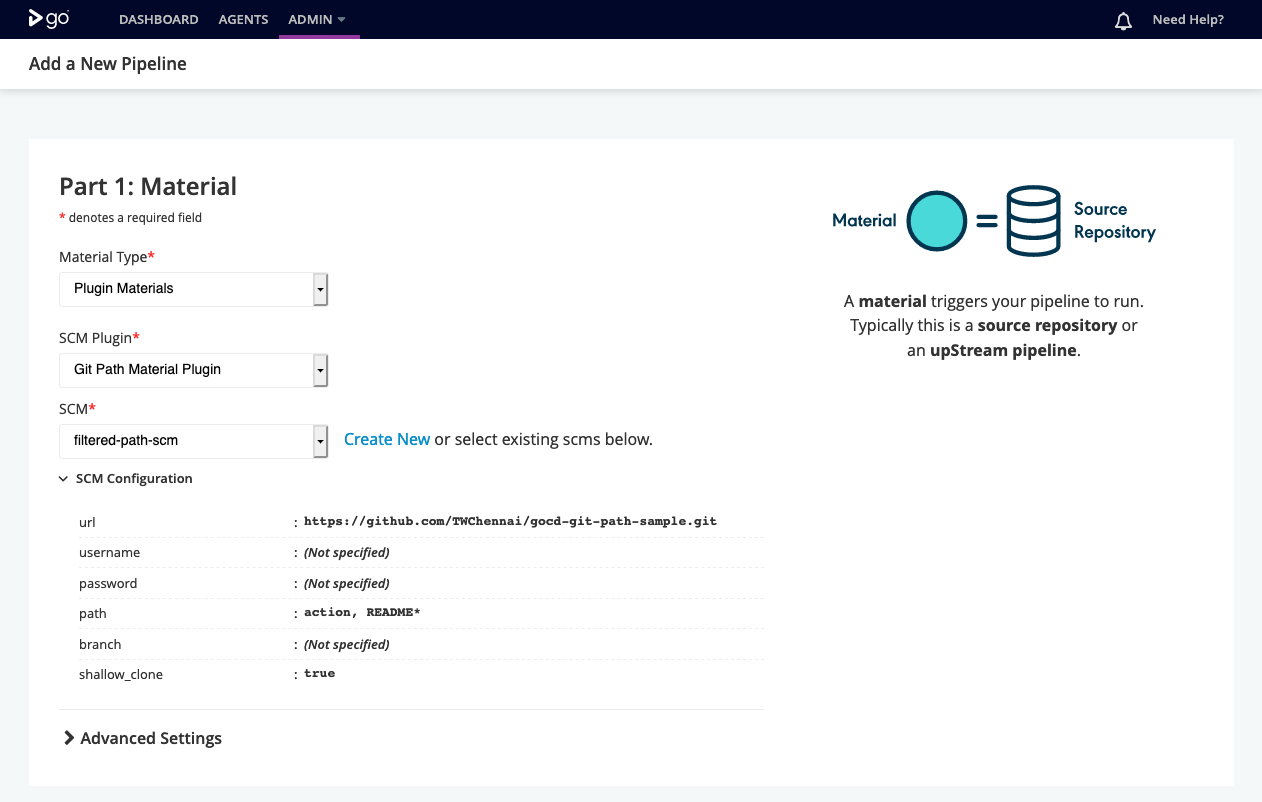 go
DASHBOARD AGENTS ADMIN Need Help?
Add a New Pipeline
Part 1: Material
* denotes a required field
Material Type*
Plugin Materials
SCM Plugin*
Git Path Material Plugin
SCM*
filtered-path-scm Create New or select existing scms below.
SCM Configuration
url : https://github.com/TWChennai/gocd-git-path-sample.git
username : (Not specified)
password : (Not specified)
path : action, README*
branch : (Not specified)
shallow_clone : true
Advanced Settings
Material = Source
Repository
A material triggers your pipeline to run.
Typically this is a source repository or
an upStream pipeline.